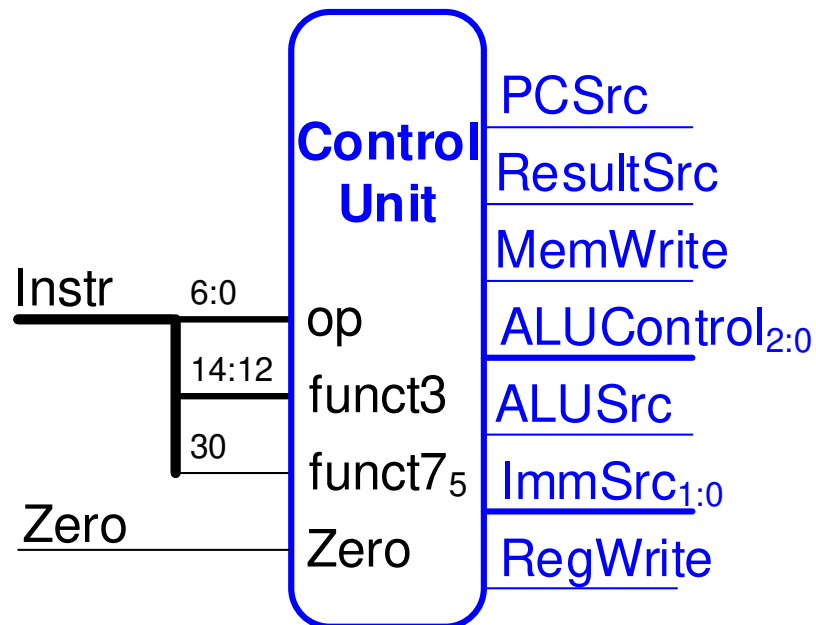 Control
Unit
Instr
6:0
op
14:12
funct3
30
funct7₅
Zero
Zero
PCSrc
ResultSrc
MemWrite
ALUControl₂:₀
ALUSrc
ImmSrc₁:₀
RegWrite